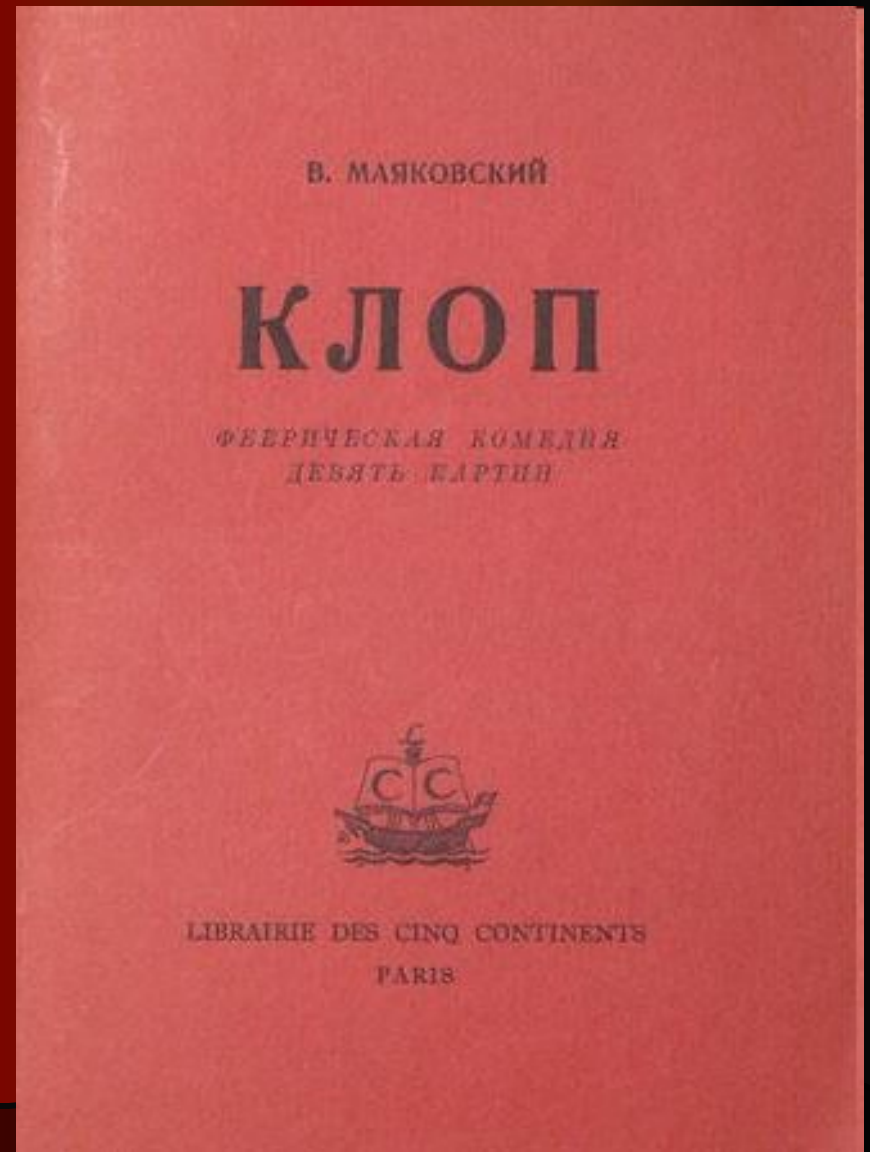 В. МАЯКОВСКИЙ
КЛОП
ФЕЕРИЧЕСКАЯ КОМЕДИЯ
ДЕВЯТЬ КАРТИН
C C
LIBRAIRIE DES CINQ CONTINENTS
PARIS